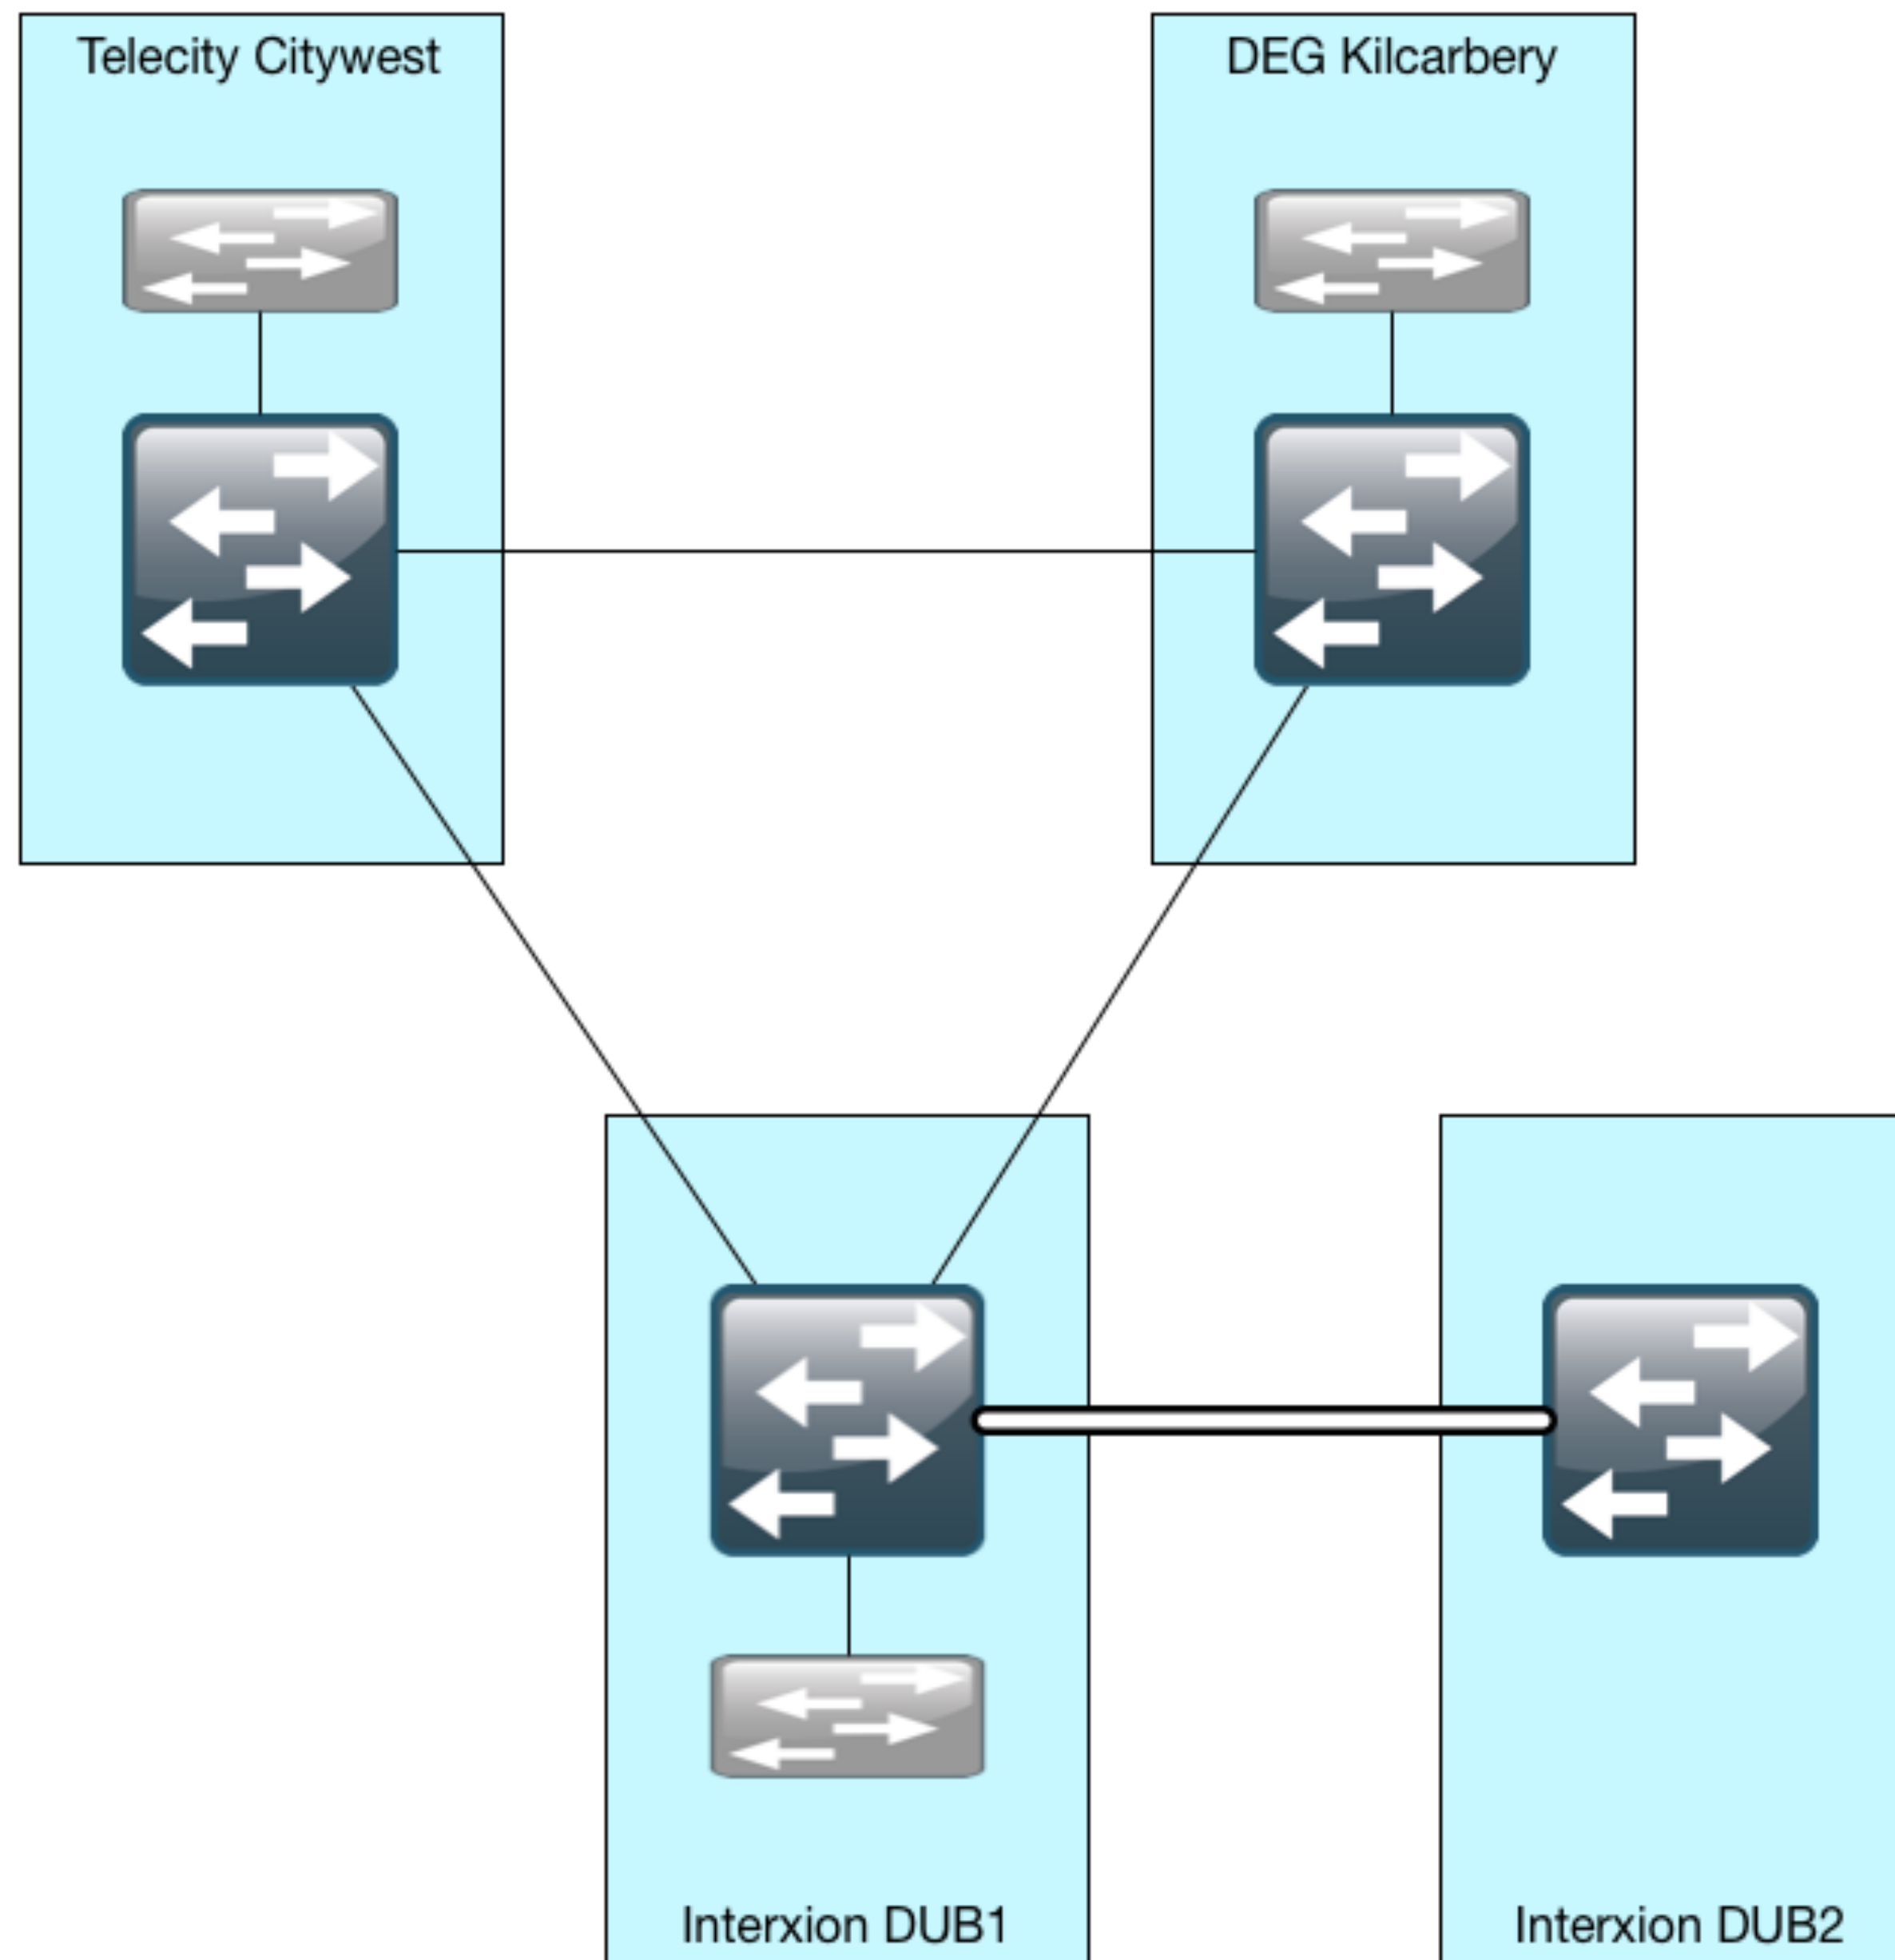 Telecity Citywest
DEG Kilcarbery
Interxion DUB1
Interxion DUB2